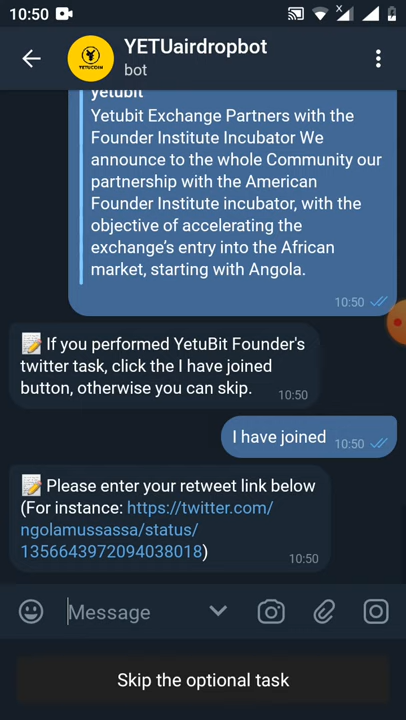 10:50
YETUairdropbot
bot
YETUCOIN
yetubit
Yetubit Exchange Partners with the
Founder Institute Incubator We
announce to the whole Community our
partnership with the American
Founder Institute incubator, with the
objective of accelerating the
exchange's entry into the African
market, starting with Angola.
10:50
If you performed YetuBit Founder's
twitter task, click the I have joined
button, otherwise you can skip.
10:50
I have joined
10:50
Please enter your retweet link below
(For instance: https://twitter.com/
ngolamussassa/status/
1356643972094038018)
10:50
Message
Skip the optional task